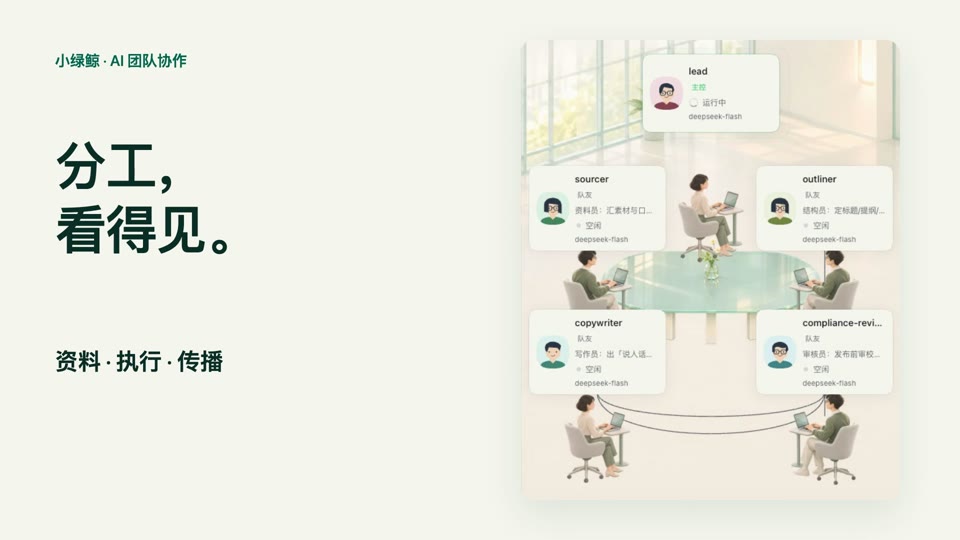 小绿鲸 · AI 团队协作
分工，
看得见。
资料 · 执行 · 传播
lead
主控
运行中
deepseek-flash
sourcer
队友
资料员：汇素材与口...
空闲
deepseek-flash
outliner
队友
结构员：定标题/提纲/...
空闲
deepseek-flash
copywriter
队友
写作员：出「说人话...
空闲
deepseek-flash
compliance-revi...
队友
审核员：发布前审校...
空闲
deepseek-flash